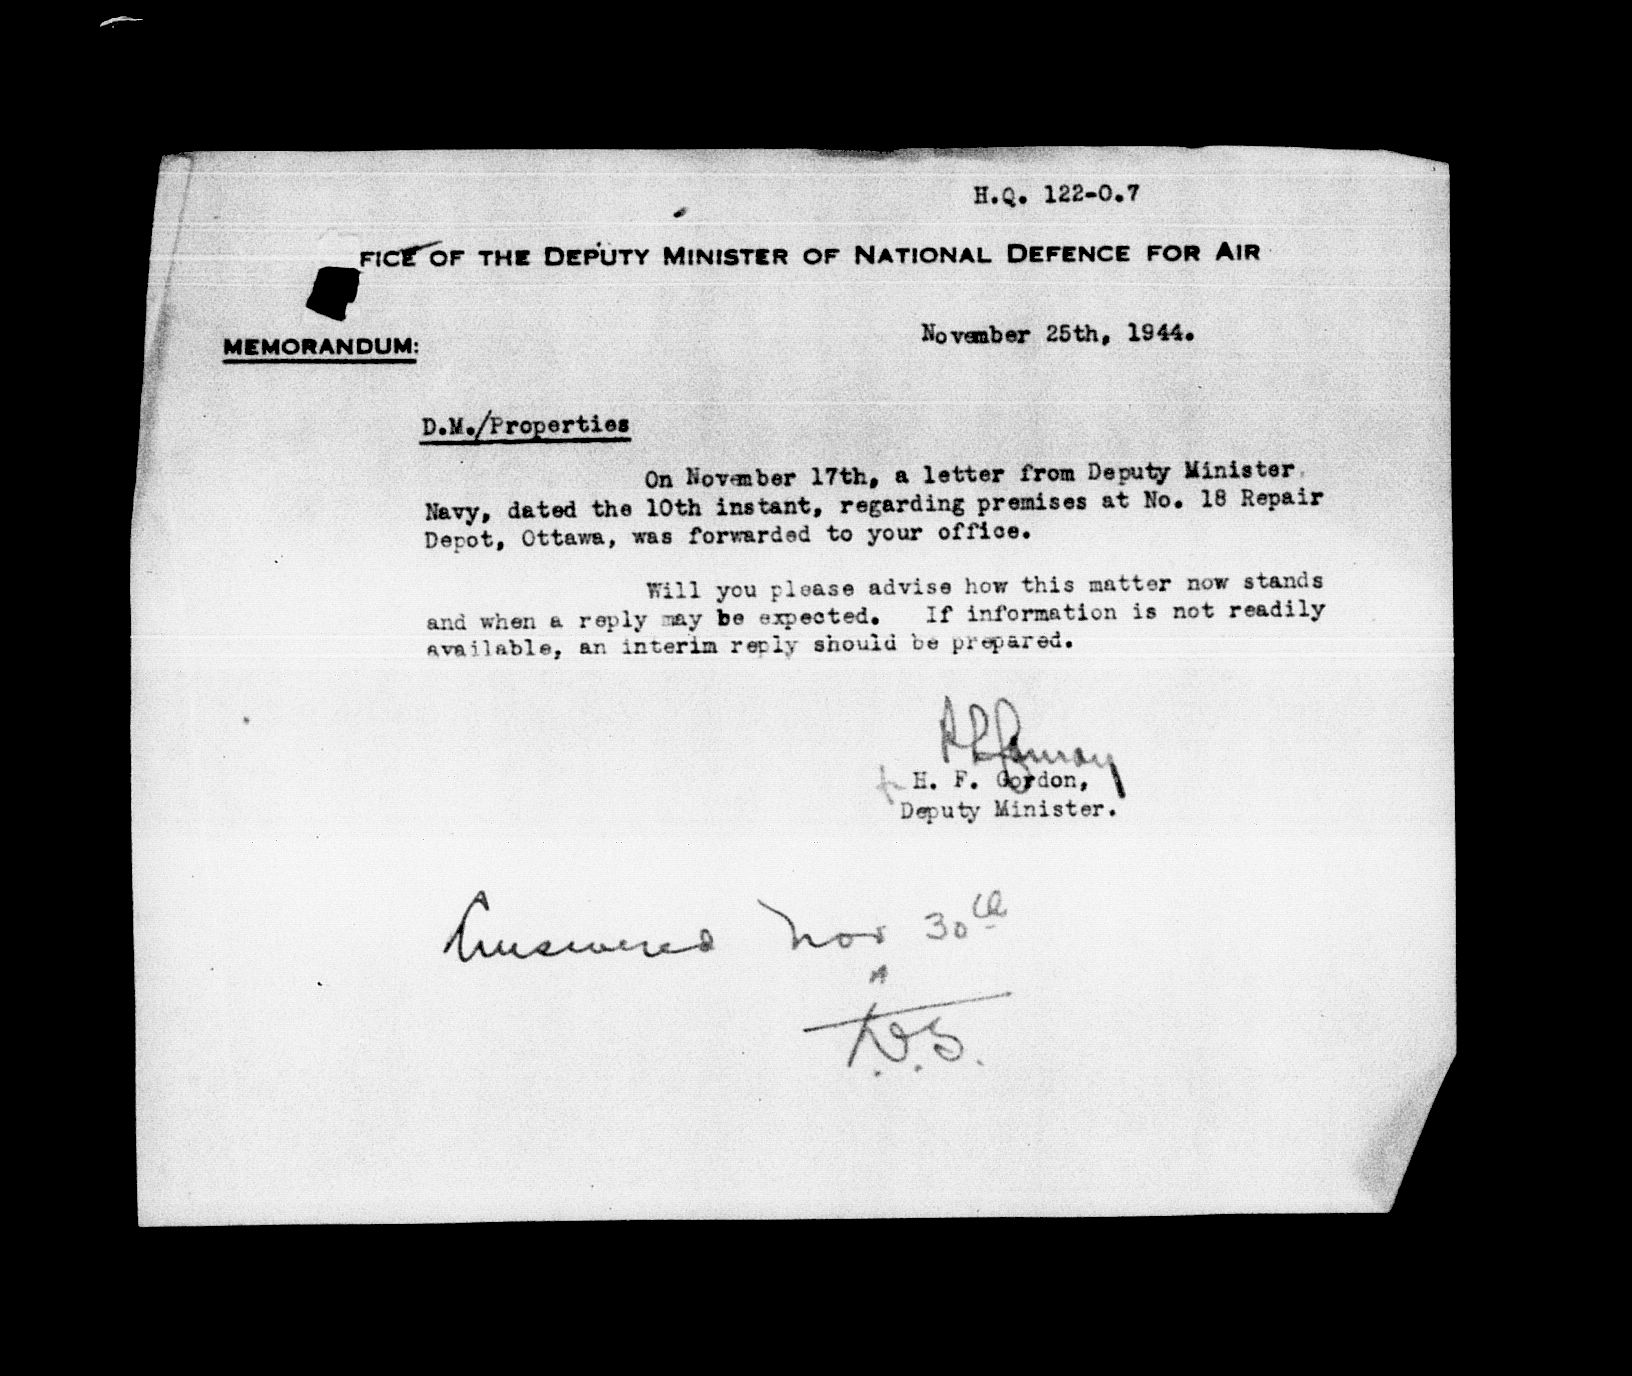 H.Q. 122-0.7
FICE OF THE DEPUTY MINISTER OF NATIONAL DEFENCE FOR AIR
November 25th, 1944.
MEMORANDUM:
D.M./Properties
On November 17th, a letter from Deputy Minister
Navy, dated the 10th instant, regarding premises at No. 18 Repair
Depot, Ottawa, was forwarded to your office.
Will you please advise how this matter now stands
and when a reply may be expected. If information is not readily
available, an interim reply should be prepared.
H. F. Gordon,
Deputy Minister.
Answered Nov 30th